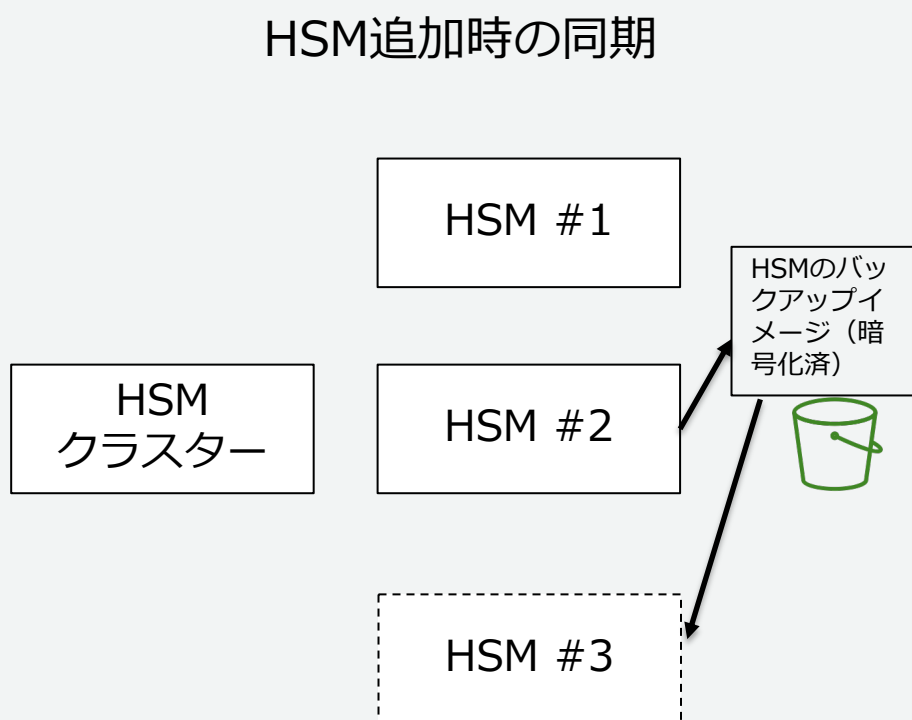 HSM追加時の同期
HSM #1
HSMのバッ
クアップイ
メージ（暗
号化済）
HSM
クラスター
HSM #2
HSM #3